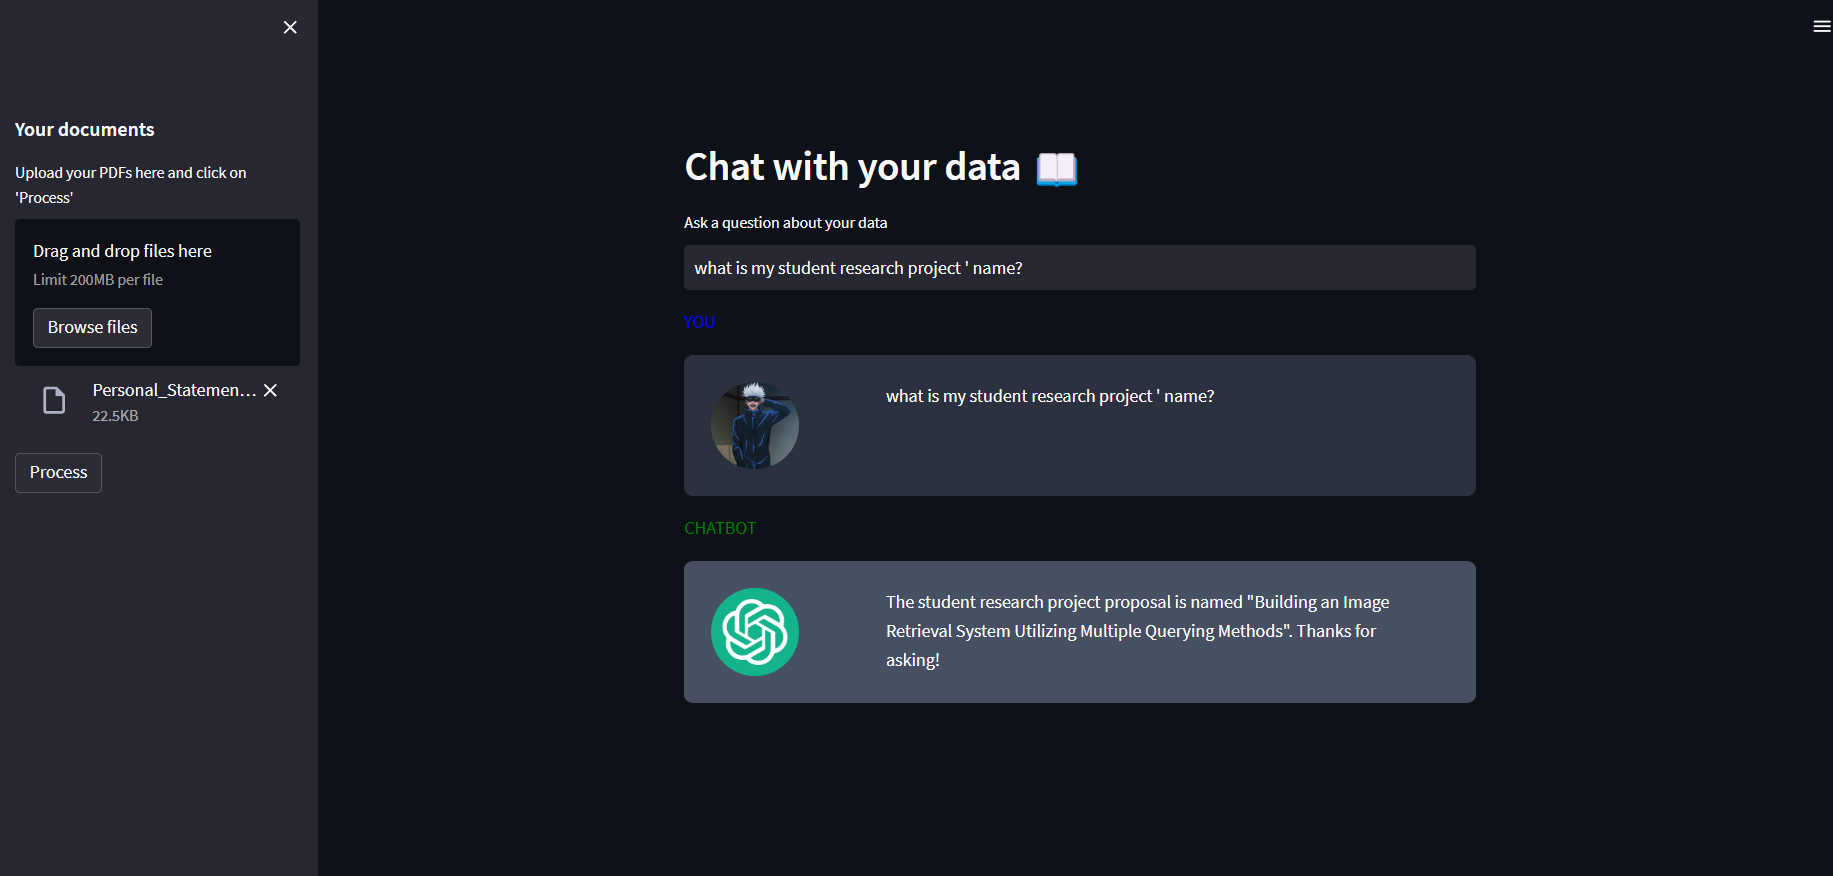 Your documents
Upload your PDFs here and click on
'Process'
Drag and drop files here
Limit 200MB per file
Browse files
Personal_Statemen...
22.5KB
Process
Chat with your data
Ask a question about your data
what is my student research project ' name?
YOU
what is my student research project ' name?
CHATBOT
The student research project proposal is named "Building an Image
Retrieval System Utilizing Multiple Querying Methods". Thanks for
asking!